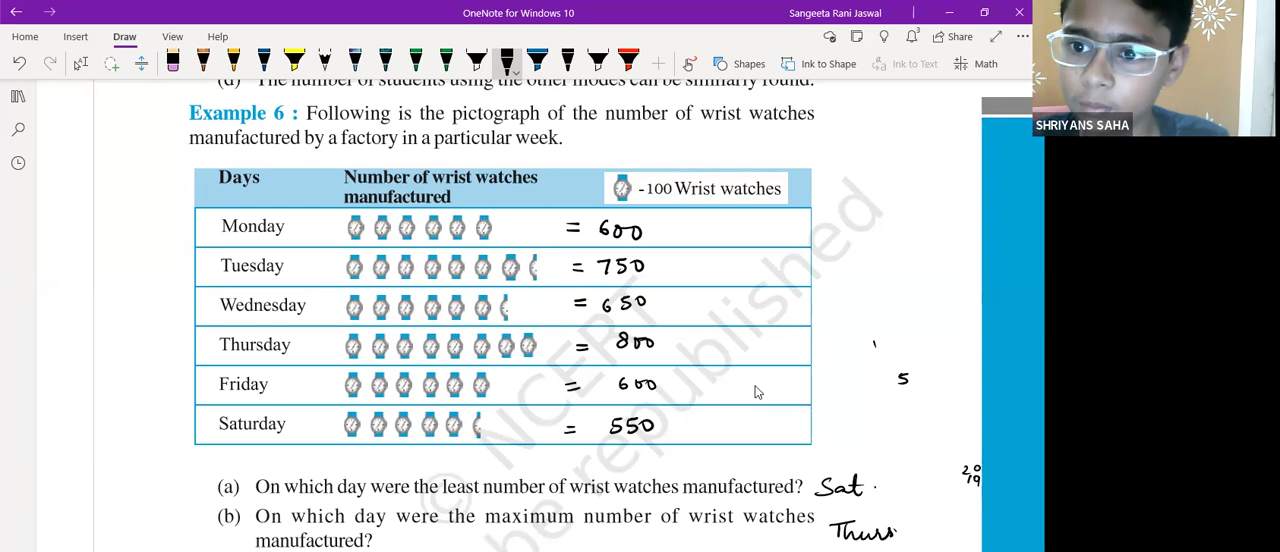 OneNote for Windows 10
Sangeeta Rani Jaswal
Home Insert Draw View Help
Share
Shapes Ink to Shape Ink to Text Math
(d) The number of students using the other modes can be similarly found.
Example 6 : Following is the pictograph of the number of wrist watches
manufactured by a factory in a particular week.
SHRIYANS SAHA
Days Number of wrist watches
manufactured
-100 Wrist watches
Monday = 600
Tuesday = 750
Wednesday = 650
Thursday = 800
Friday = 600
5
Saturday = 550
© NCERT
be republished
(a) On which day were the least number of wrist watches manufactured? Sat
20
19
(b) On which day were the maximum number of wrist watches
manufactured?
Thurs